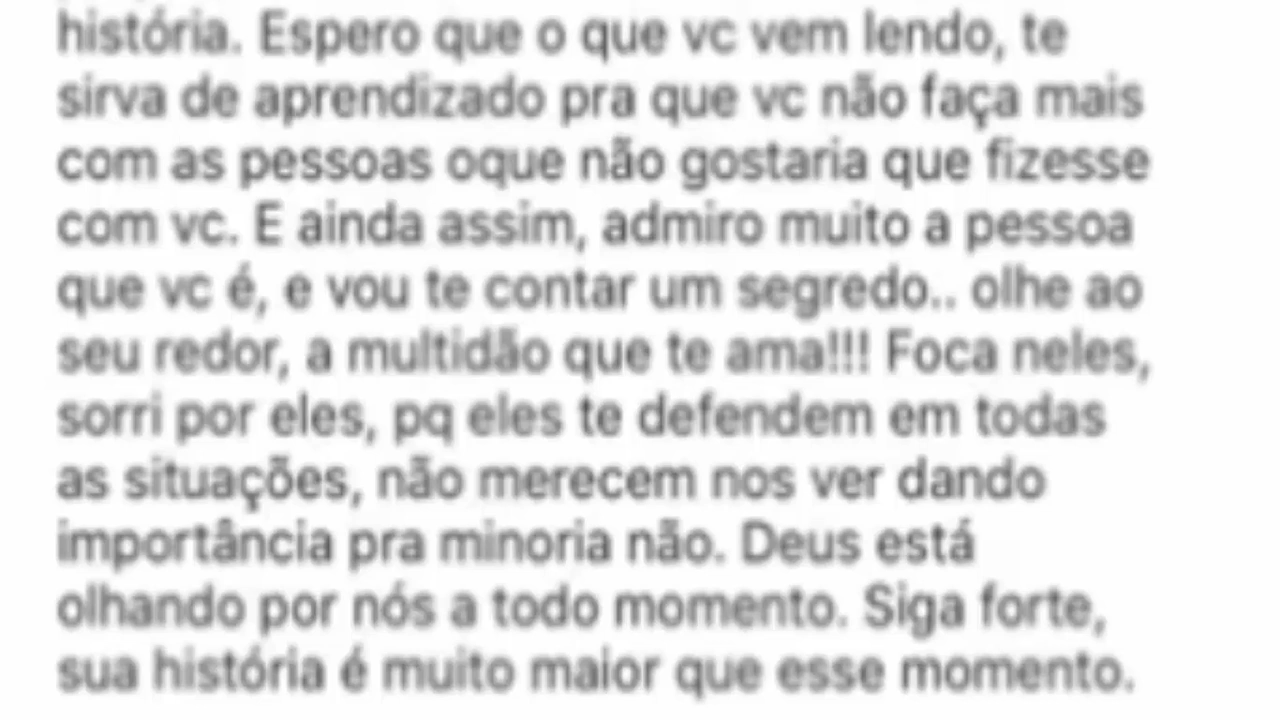 história. Espero que o que vc vem lendo, te
sirva de aprendizado pra que vc não faça mais
com as pessoas oque não gostaria que fizesse
com vc. E ainda assim, admiro muito a pessoa
que vc é, e vou te contar um segredo.. olhe ao
seu redor, a multidão que te ama!!! Foca neles,
sorri por eles, pq eles te defendem em todas
as situações, não merecem nos ver dando
importância pra minoria não. Deus está
olhando por nós a todo momento. Siga forte,
sua história é muito maior que esse momento.